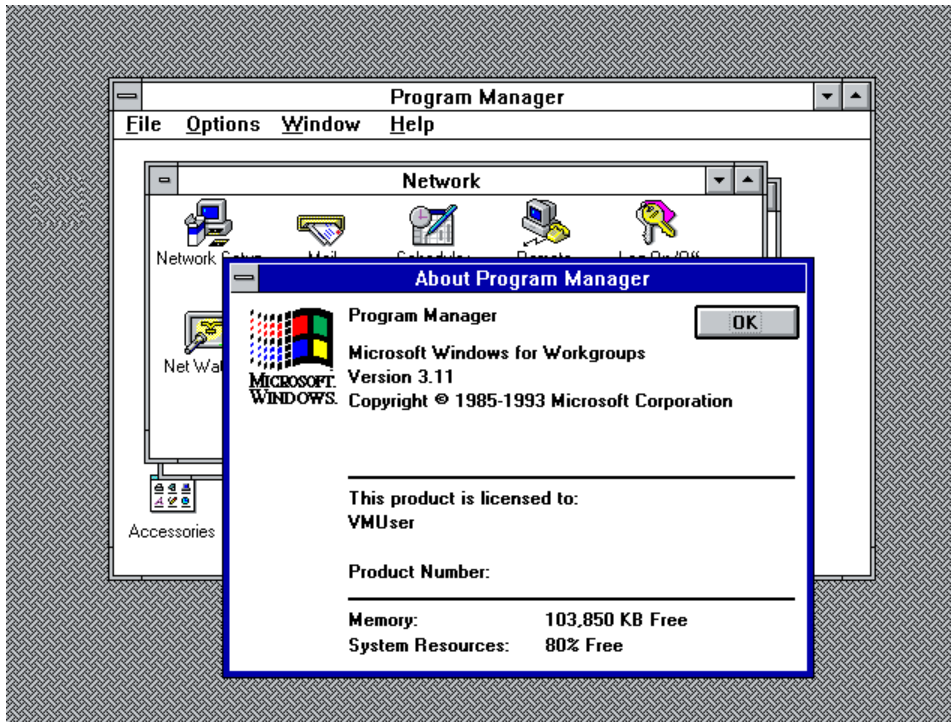 Program Manager
File Options Window Help
Network
Network
Net Wa
About Program Manager
Program Manager
OK
Microsoft Windows for Workgroups
Version 3.11
Copyright © 1985-1993 Microsoft Corporation
MICROSOFT.
WINDOWS.
This product is licensed to:
VMUser
Product Number:
Memory: 103,850 KB Free
System Resources: 80% Free
Accessories